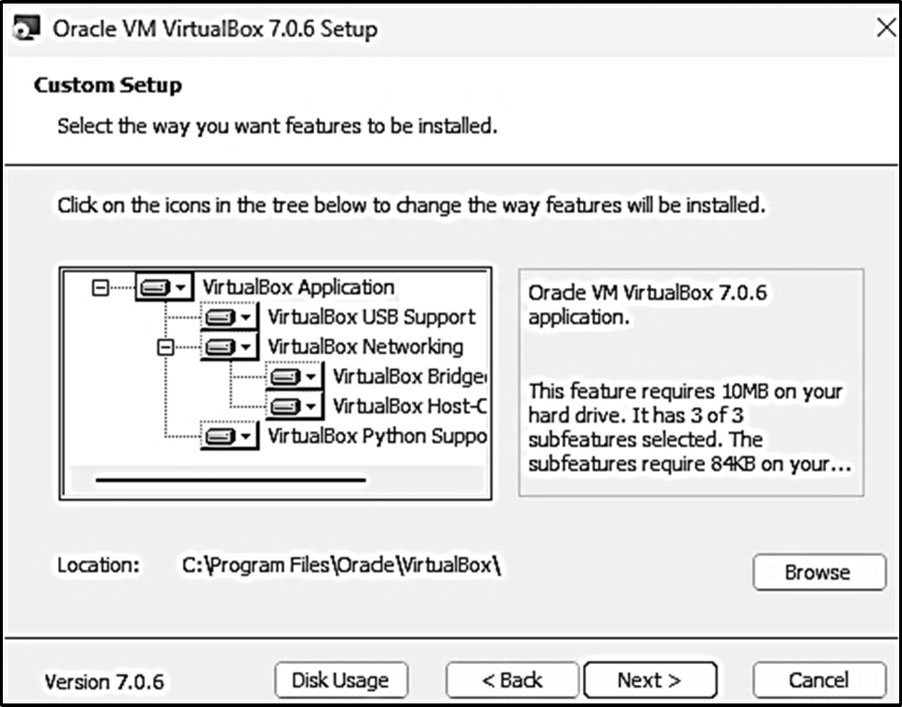 Oracle VM VirtualBox 7.0.6 Setup
Custom Setup
Select the way you want features to be installed.
Click on the icons in the tree below to change the way features will be installed.
VirtualBox Application
VirtualBox USB Support
VirtualBox Networking
VirtualBox Bridge
VirtualBox Host-C
VirtualBox Python Suppo
Oracle VM VirtualBox 7.0.6
application.
This feature requires 10MB on your
hard drive. It has 3 of 3
subfeatures selected. The
subfeatures require 84KB on your...
Location: C:\Program Files\Oracle\VirtualBox\
Browse
Version 7.0.6 Disk Usage < Back Next > Cancel